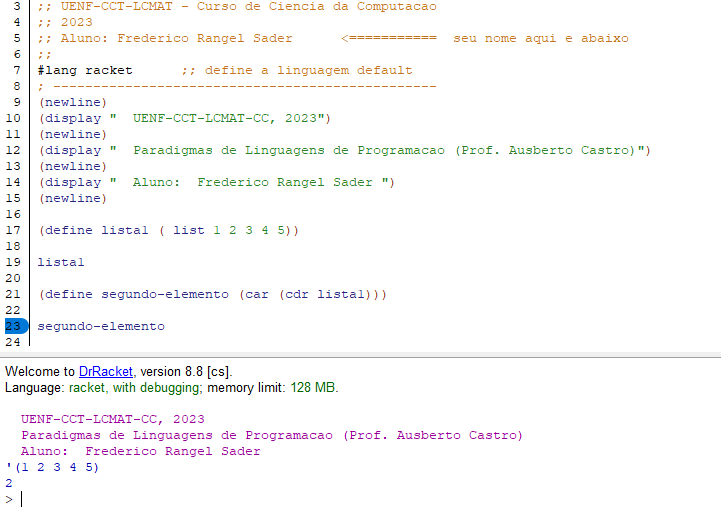 3 ;; UENF-CCT-LCMAT - Curso de Ciencia da Computacao
4 ;; 2023
5 ;; Aluno: Frederico Rangel Sader <=========== seu nome aqui e abaixo
6 ;;
7 #lang racket ;; define a linguagem default
8 ; ------------------------------------------------
9 (newline)
10 (display "  UENF-CCT-LCMAT-CC, 2023")
11 (newline)
12 (display "  Paradigmas de Linguagens de Programacao (Prof. Ausberto Castro)")
13 (newline)
14 (display "  Aluno:  Frederico Rangel Sader ")
15 (newline)
16
17 (define lista1 ( list 1 2 3 4 5))
18
19 lista1
20
21 (define segundo-elemento (car (cdr lista1)))
22
23 segundo-elemento
24
Welcome to DrRacket, version 8.8 [cs].
Language: racket, with debugging; memory limit: 128 MB.
UENF-CCT-LCMAT-CC, 2023
Paradigmas de Linguagens de Programacao (Prof. Ausberto Castro)
Aluno:  Frederico Rangel Sader
'(1 2 3 4 5)
2
>